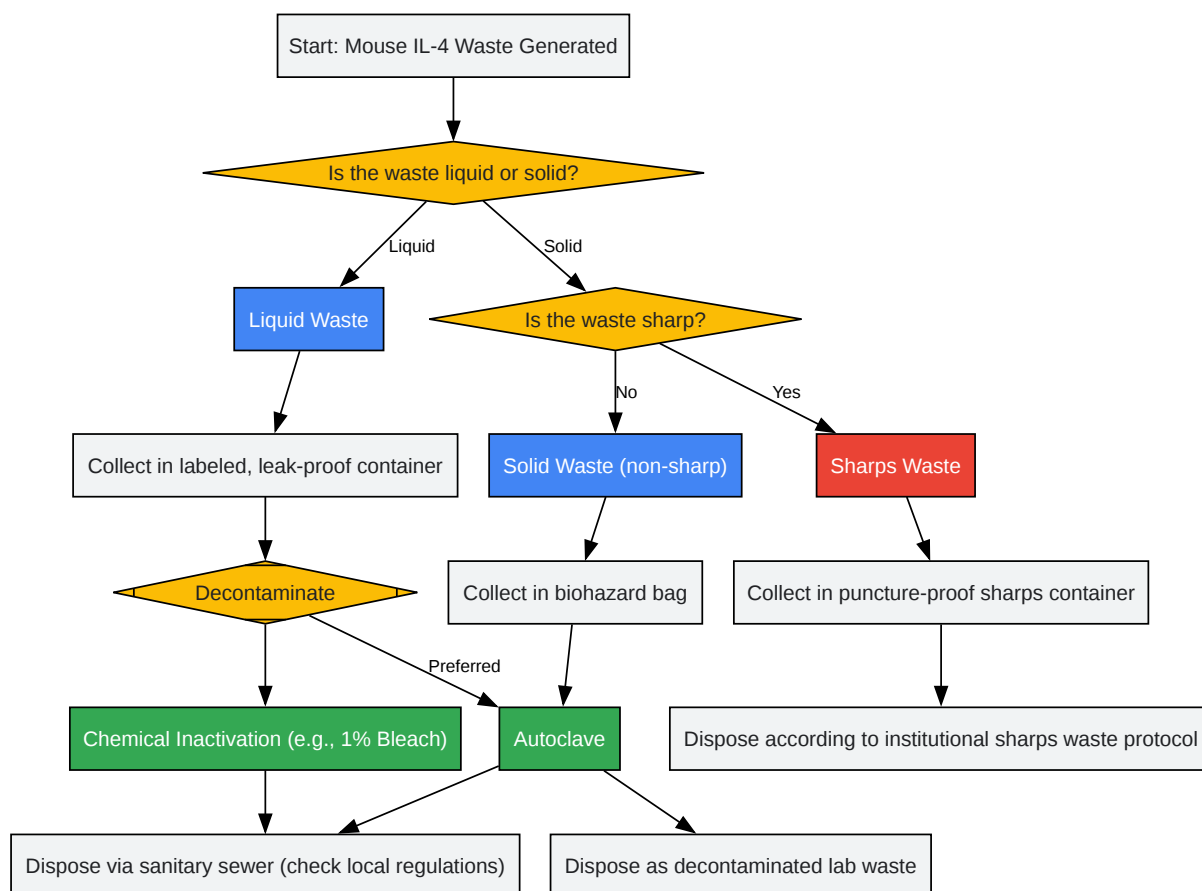 Start: Mouse IL-4 Waste Generated
Is the waste liquid or solid?
Liquid
Solid
Liquid Waste
Is the waste sharp?
No
Yes
Collect in labeled, leak-proof container
Solid Waste (non-sharp)
Sharps Waste
Decontaminate
Collect in biohazard bag
Collect in puncture-proof sharps container
Preferred
Chemical Inactivation (e.g., 1% Bleach)
Autoclave
Dispose according to institutional sharps waste protocol
Dispose via sanitary sewer (check local regulations)
Dispose as decontaminated lab waste